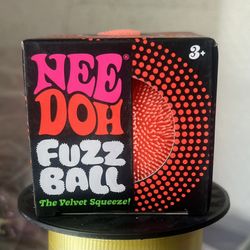 NEE®
DOH
3+
FUZZ
BALL
The Velvet Squeeze!